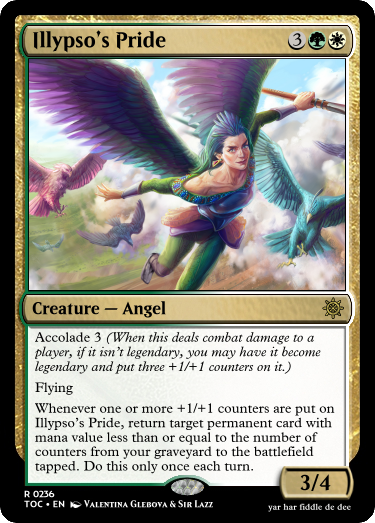 Illypso's Pride 3
Creature — Angel
Accolade 3 (When this deals combat damage to a
player, if it isn't legendary, you may have it become
legendary and put three +1/+1 counters on it.)
Flying
Whenever one or more +1/+1 counters are put on
Illypso's Pride, return target permanent card with
mana value less than or equal to the number of
counters from your graveyard to the battlefield
tapped. Do this only once each turn.
3/4
R 0236
TOC • EN Valentina Glebova & Sir Lazz
yar har fiddle de dee